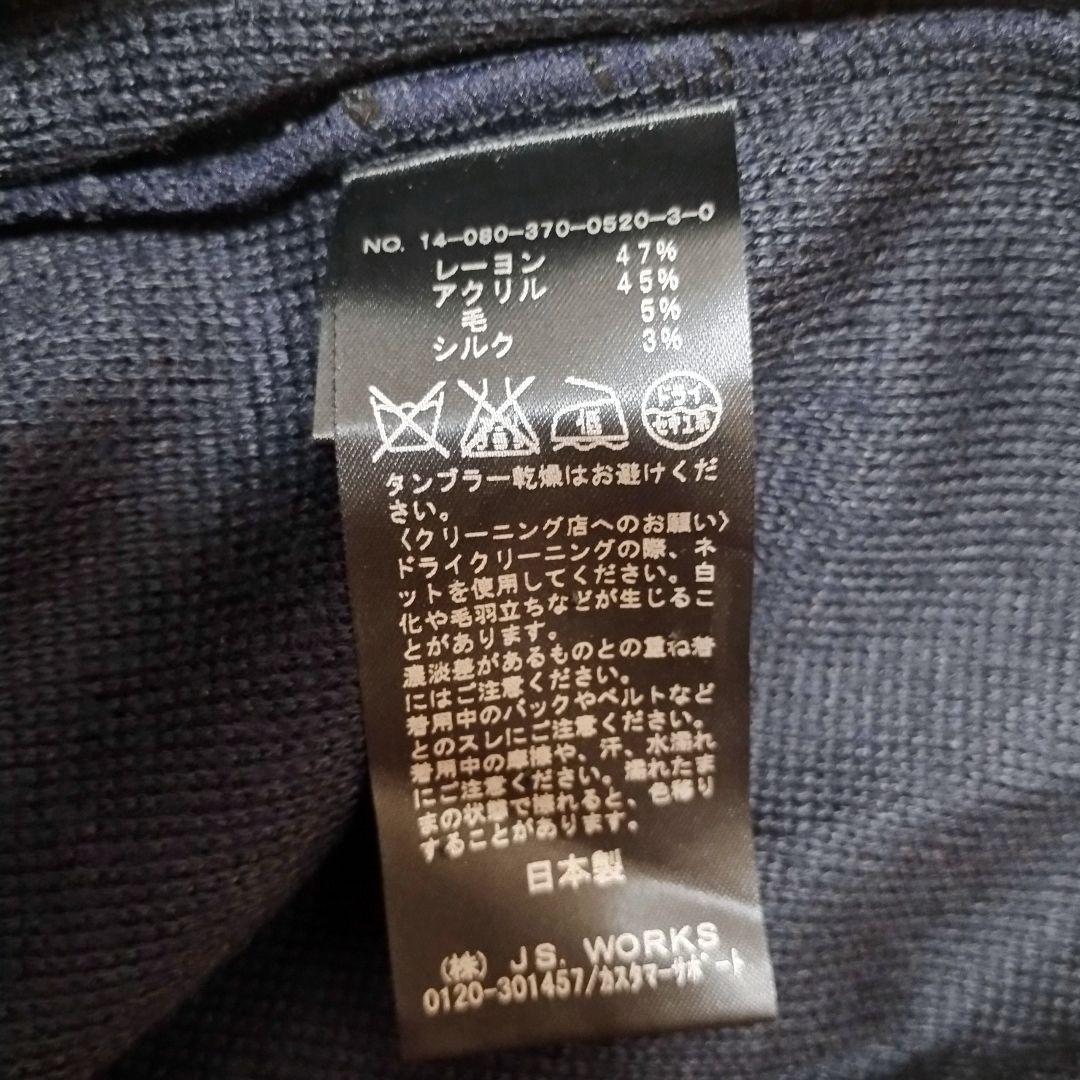 NO. 14-080-370-0520-3-0
レーヨン 47%
アクリル 45%
毛 5%
シルク 3%
ドライ
セキユ系
タンブラー乾燥はお避けくだ
さい。
〈クリーニング店へのお願い〉
ドライクリーニングの際、ネ
ットを使用してください。白
化や毛羽立ちなどが生じるこ
とがあります。
濃淡差があるものとの重ね着
にはご注意ください。
着用中のバックやベルトなど
とのスレにご注意ください。
着用中の摩擦や、汗、水濡れ
にご注意ください。濡れたま
まの状態で擦れると、色移り
することがあります。
日本製
(株) JS. WORKS
0120-301457/カスタマーサポート